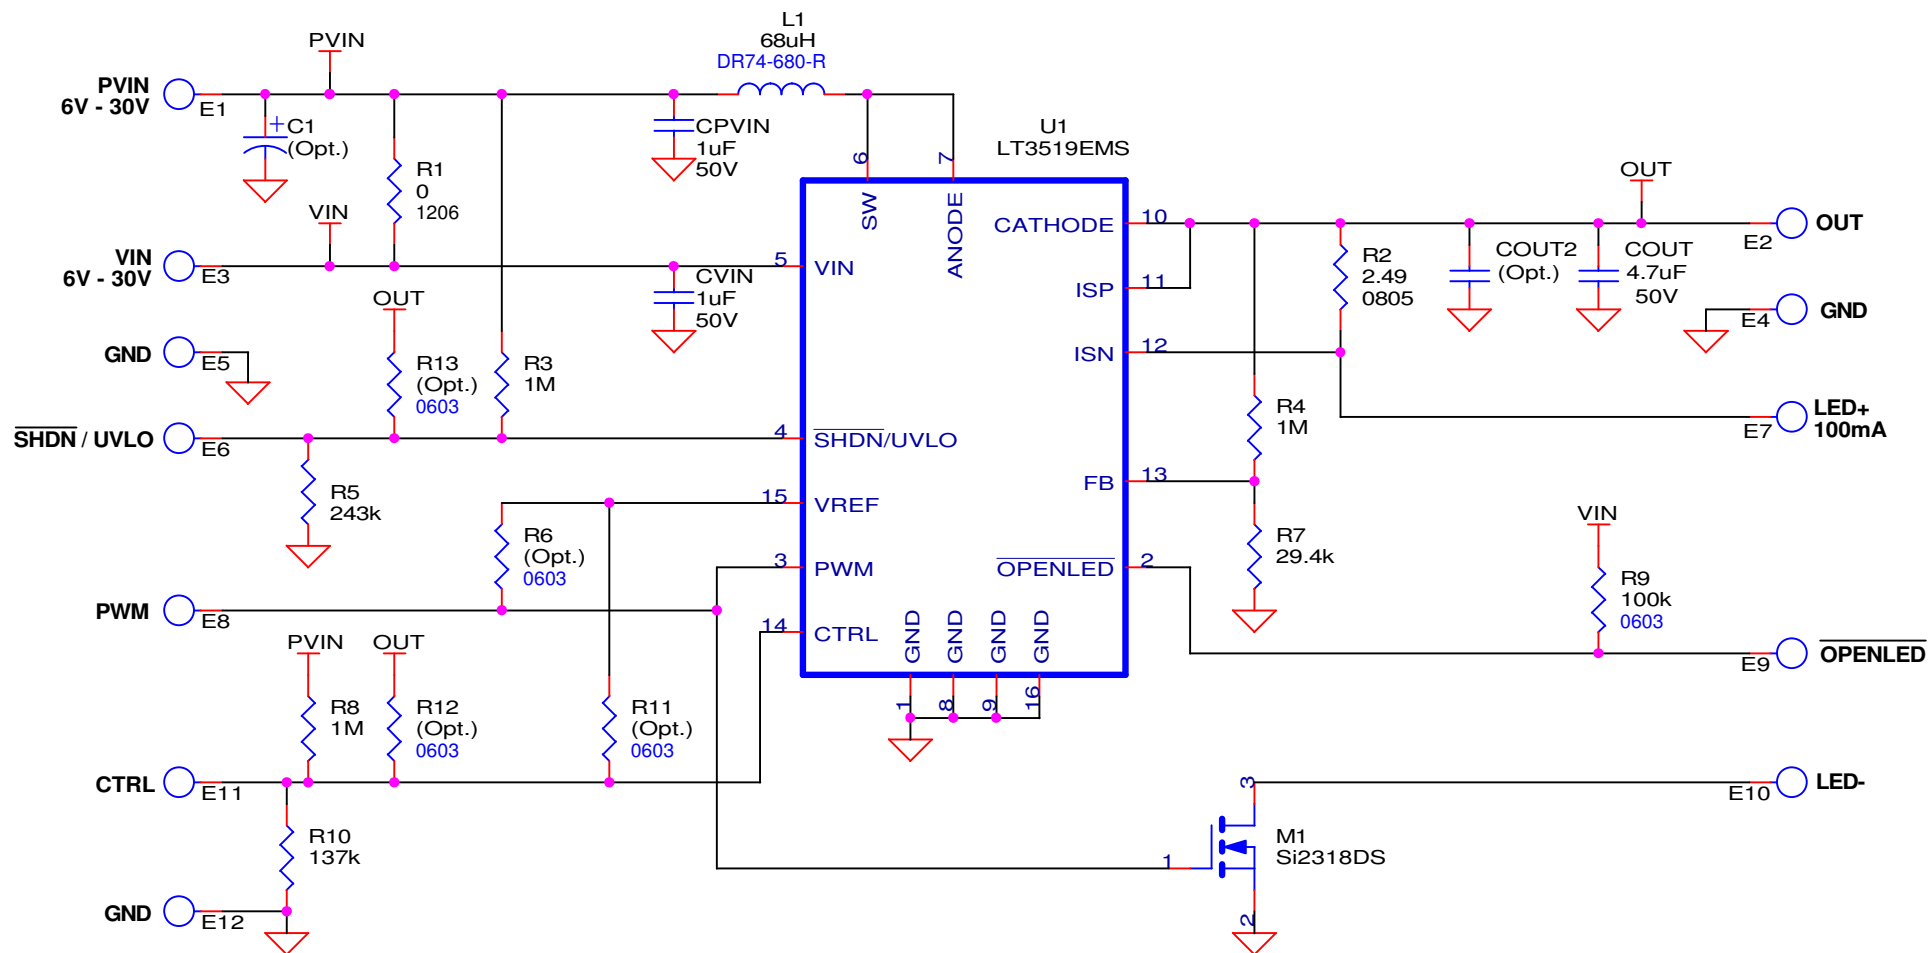 L1
68uH
DR74-680-R
PVIN
PVIN
6V - 30V
E1
+
C1
(Opt.)
R1
0
1206
CPVIN
1uF
50V
U1
LT3519EMS
6
7
SW
ANODE
VIN
VIN
6V - 30V
E3
CVIN
1uF
50V
5
VIN
CATHODE
10
OUT
E2
OUT
ISP
11
R2
2.49
0805
COUT2
(Opt.)
COUT
4.7uF
50V
E4
GND
OUT
GND
E5
R13
(Opt.)
0603
R3
1M
ISN
12
LED+
100mA
E7
SHDN / UVLO
E6
4
SHDN/UVLO
R4
1M
R5
243k
15
VREF
FB
13
R6
(Opt.)
0603
R7
29.4k
VIN
3
PWM
OPENLED
2
R9
100k
0603
PWM
E8
14
CTRL
GND
GND
GND
GND
1
8
9
16
E9
OPENLED
PVIN
OUT
R8
1M
R12
(Opt.)
0603
R11
(Opt.)
0603
CTRL
E11
3
E10
LED-
R10
137k
1
M1
Si2318DS
2
GND
E12